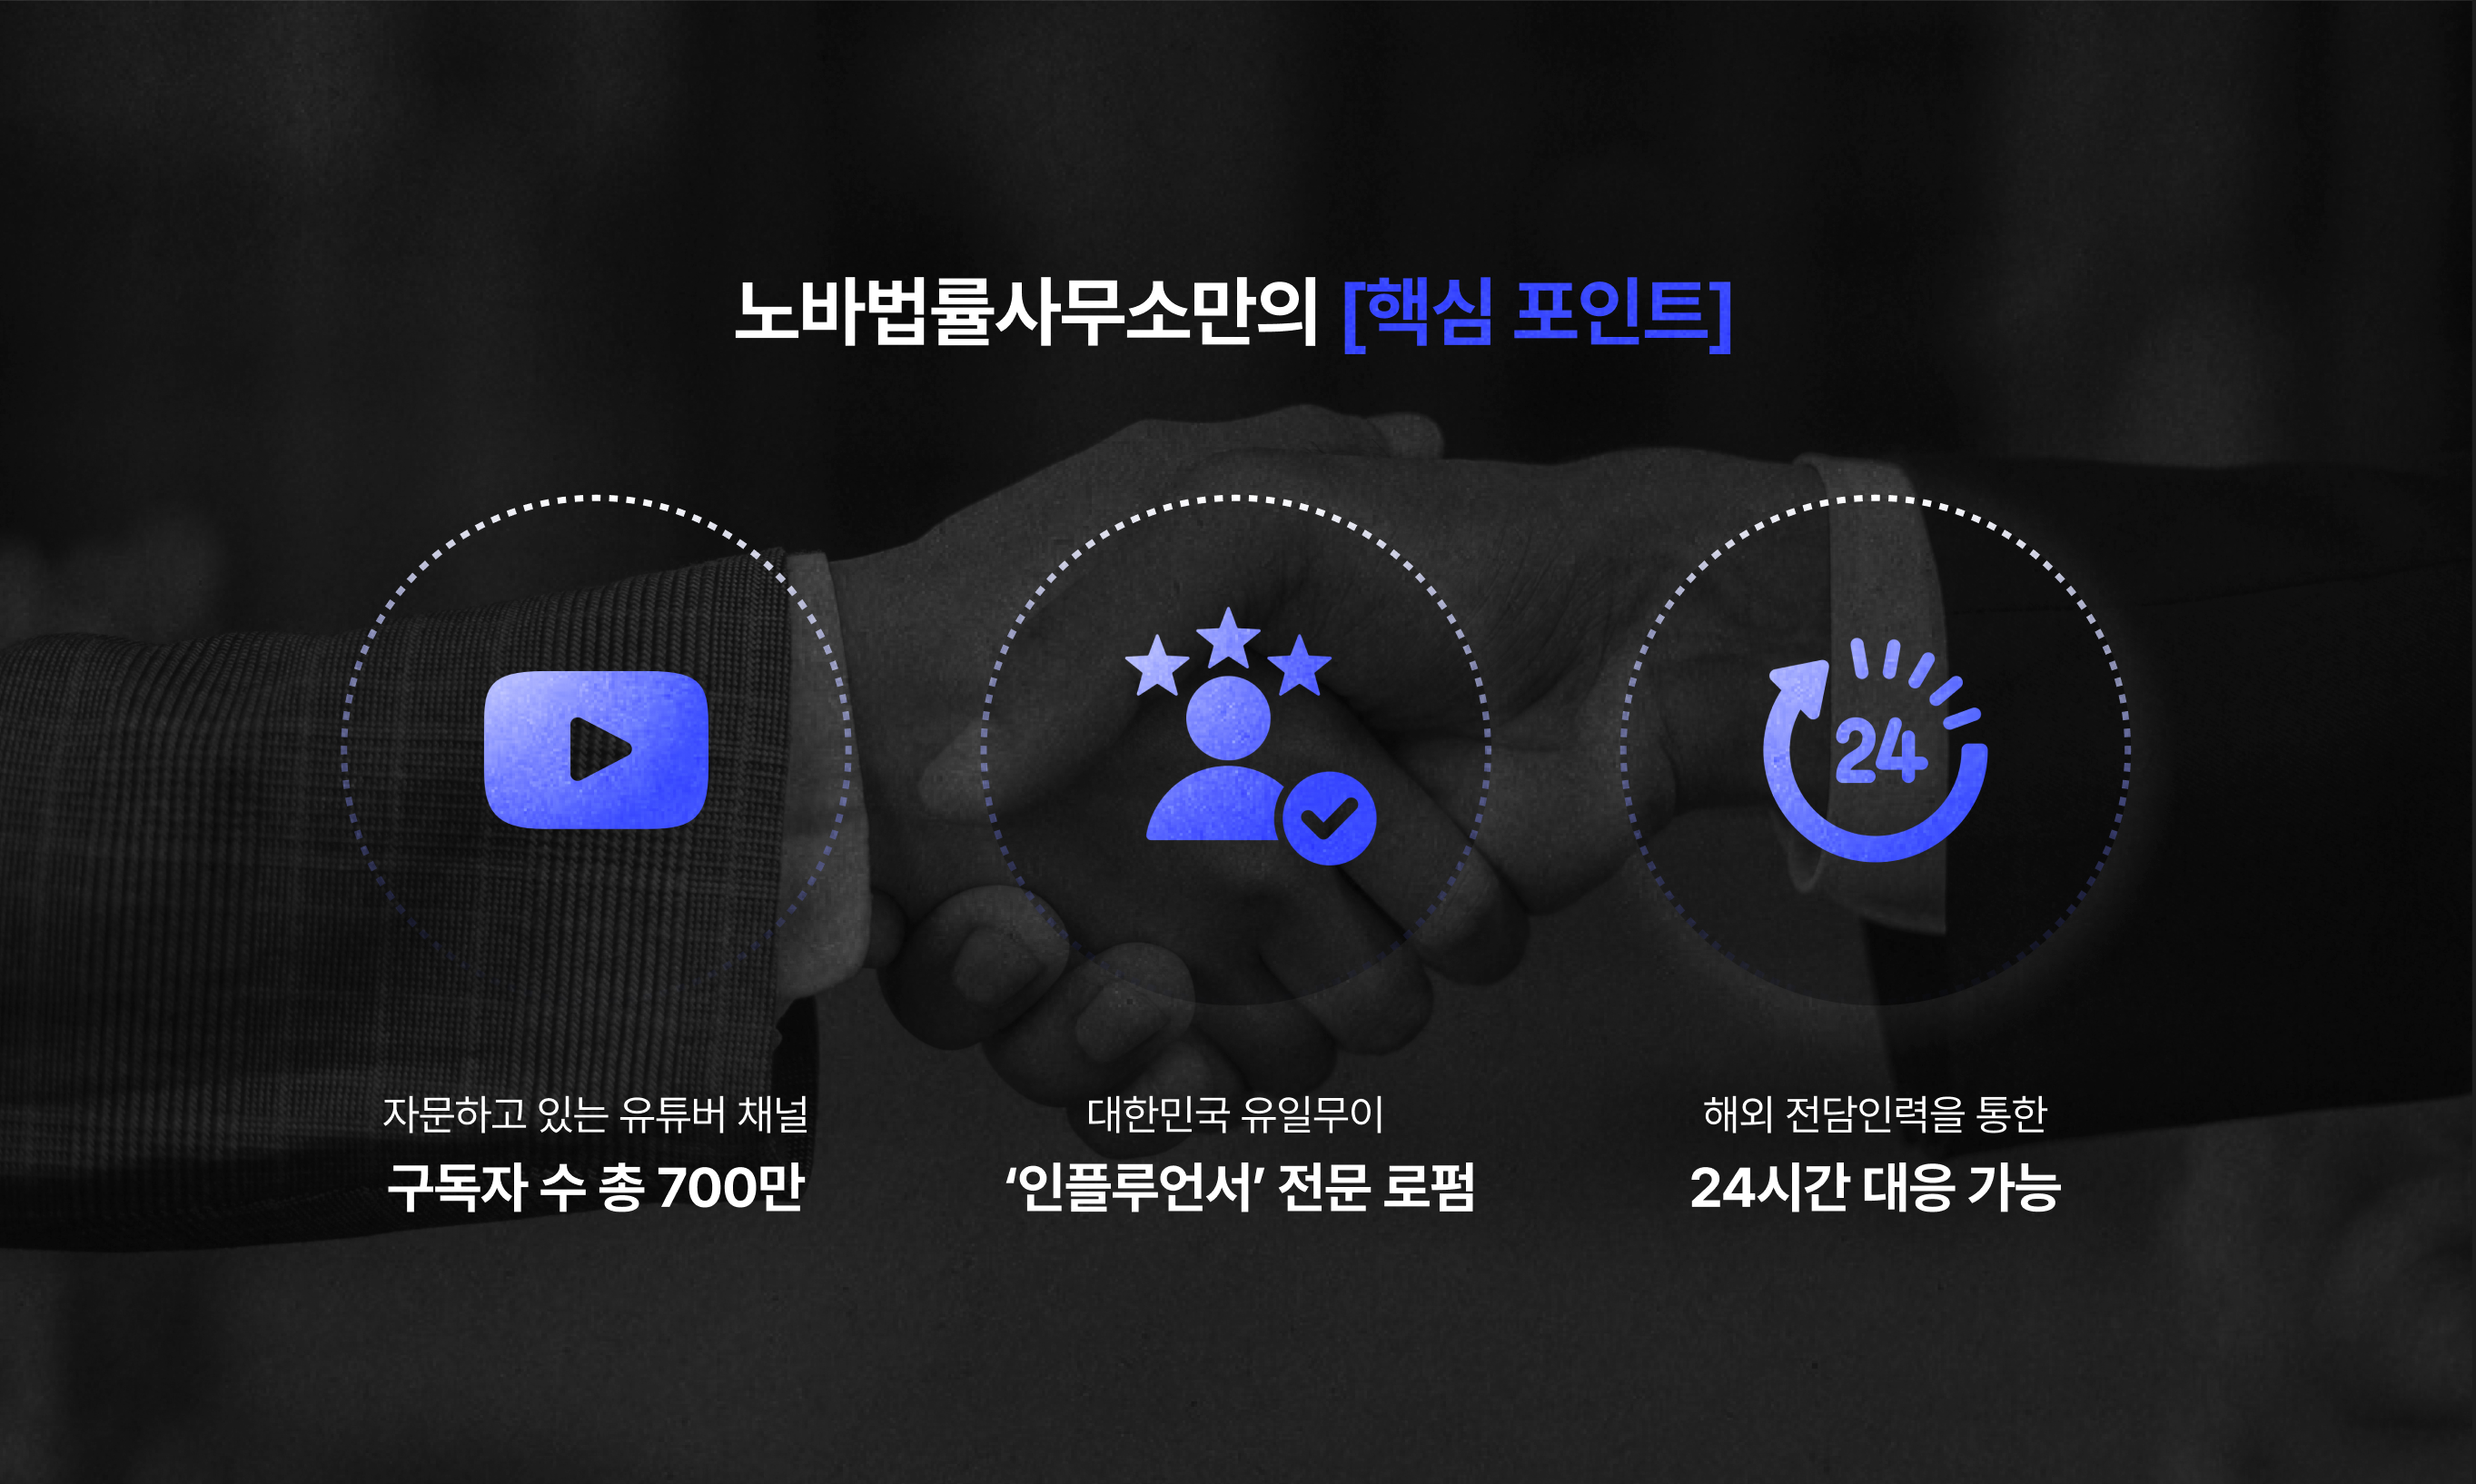 노바법률사무소만의 [핵심 포인트]
24
자문하고 있는 유튜버 채널
구독자 수 총 700만
대한민국 유일무이
‘인플루언서’ 전문 로펌
해외 전담인력을 통한
24시간 대응 가능